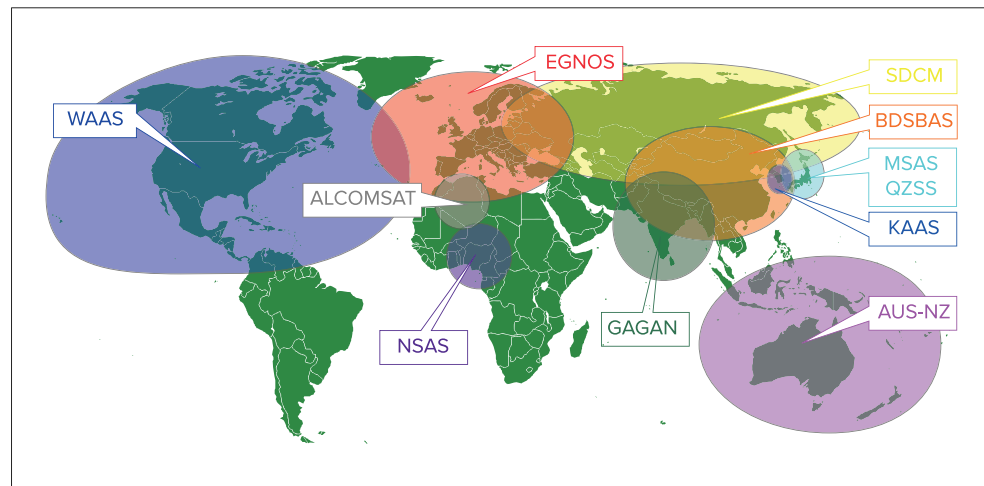 EGNOS
SDCM
WAAS
BDSBAS
MSAS
QZSS
ALCOMSAT
KAAS
AUS-NZ
GAGAN
NSAS